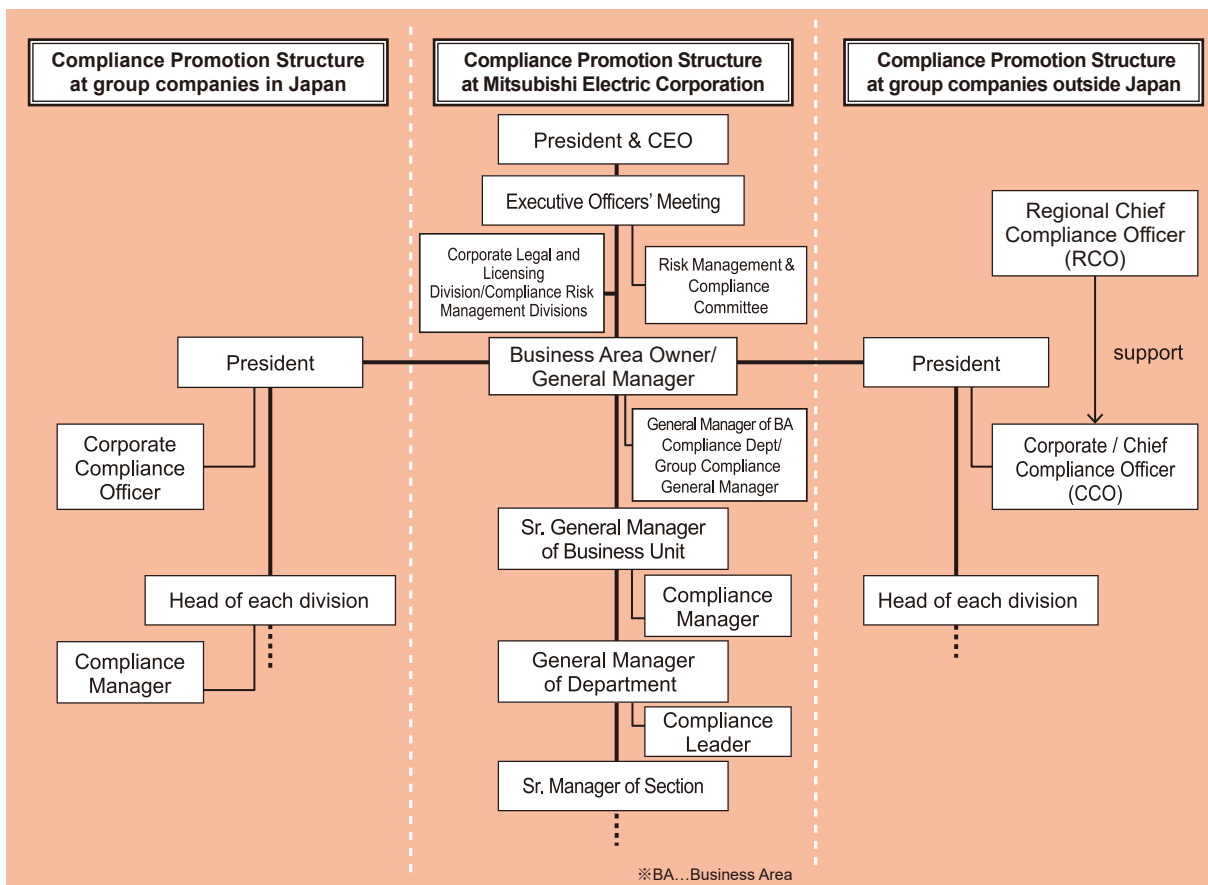 Compliance Promotion Structure
at group companies in Japan
Compliance Promotion Structure
at Mitsubishi Electric Corporation
Compliance Promotion Structure
at group companies outside Japan
President & CEO
Executive Officers' Meeting
Corporate Legal and
Licensing
Division/Compliance Risk
Management Divisions
Risk Management &
Compliance
Committee
Regional Chief
Compliance Officer
(RCO)
support
President
Business Area Owner/
General Manager
President
Corporate
Compliance
Officer
General Manager of BA
Compliance Dept/
Group Compliance
General Manager
Corporate / Chief
Compliance Officer
(CCO)
Sr. General Manager
of Business Unit
Head of each division
Compliance
Manager
Head of each division
Compliance
Manager
General Manager
of Department
Compliance
Leader
Sr. Manager of Section
※BA…Business Area